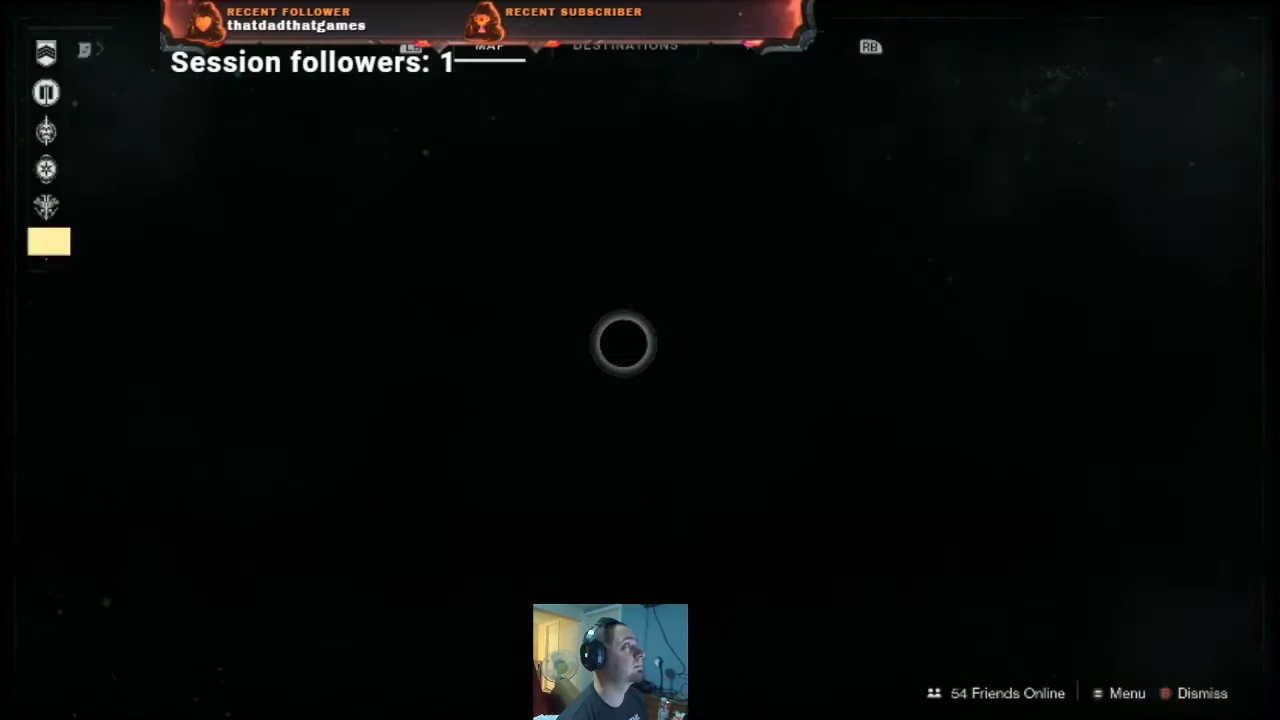 RECENT FOLLOWER
thatdadthatgames
RECENT SUBSCRIBER
MAP
DESTINATIONS
RB
Session followers: 1
54 Friends Online
Menu
Dismiss